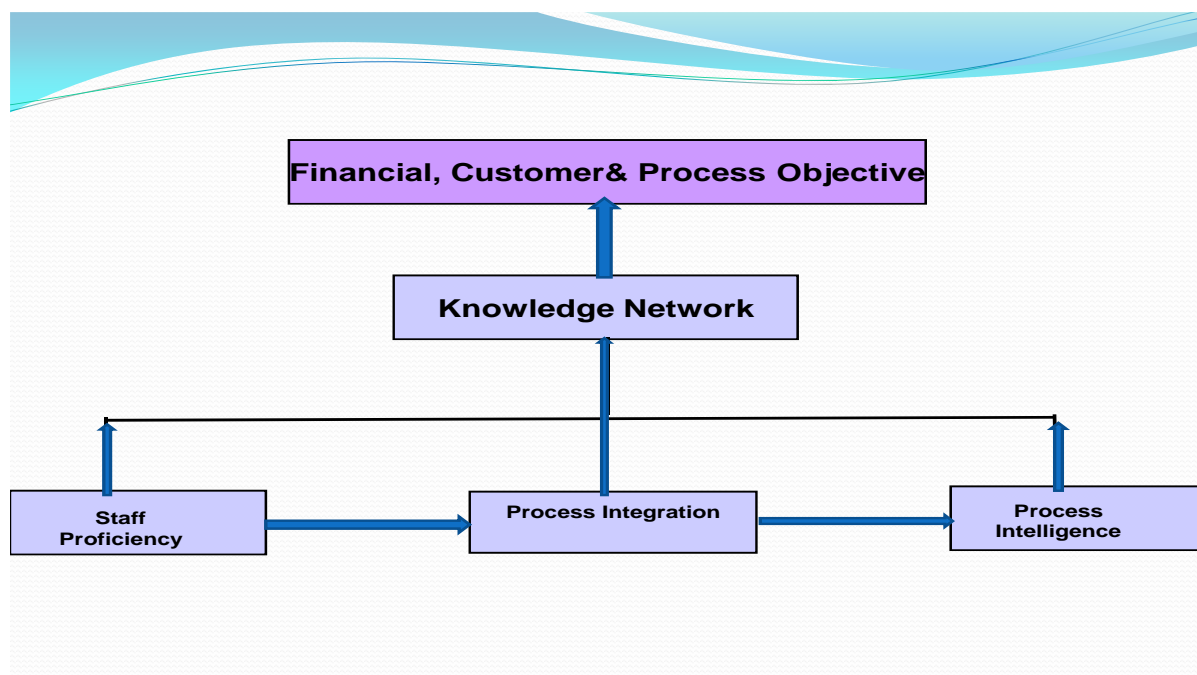 Financial, Customer& Process Objective
Knowledge Network
Staff
Proficiency
Process Integration
Process
Intelligence